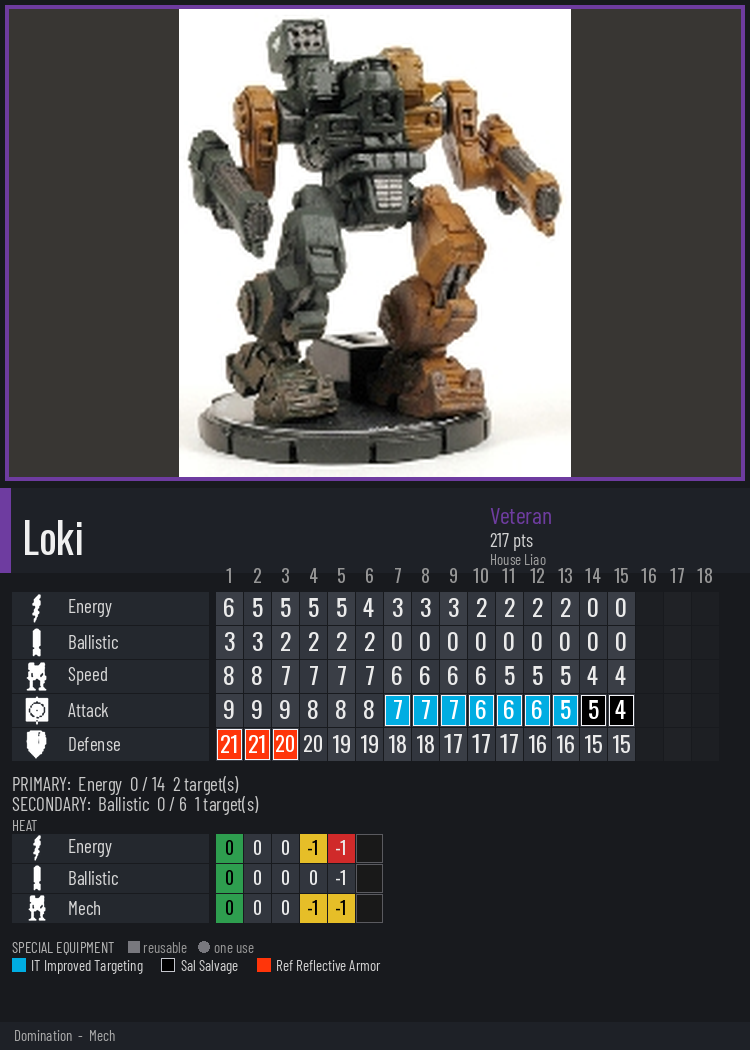 Loki
Veteran
217 pts
House Liao
1 2 3 4 5 6 7 8 9 10 11 12 13 14 15 16 17 18
Energy 6 5 5 5 5 4 3 3 3 2 2 2 2 0 0
Ballistic 3 3 2 2 2 2 0 0 0 0 0 0 0 0 0
Speed 8 8 7 7 7 7 6 6 6 6 5 5 5 4 4
Attack 9 9 9 8 8 8 7 7 7 6 6 6 5 5 4
Defense 21 21 20 20 19 19 18 18 17 17 17 16 16 15 15
PRIMARY: Energy 0 / 14 2 target(s)
SECONDARY: Ballistic 0 / 6 1 target(s)
HEAT
Energy 0 0 0 -1 -1
Ballistic 0 0 0 0 -1
Mech 0 0 0 -1 -1
SPECIAL EQUIPMENT reusable one use
IT Improved Targeting Sal Salvage Ref Reflective Armor
Domination - Mech